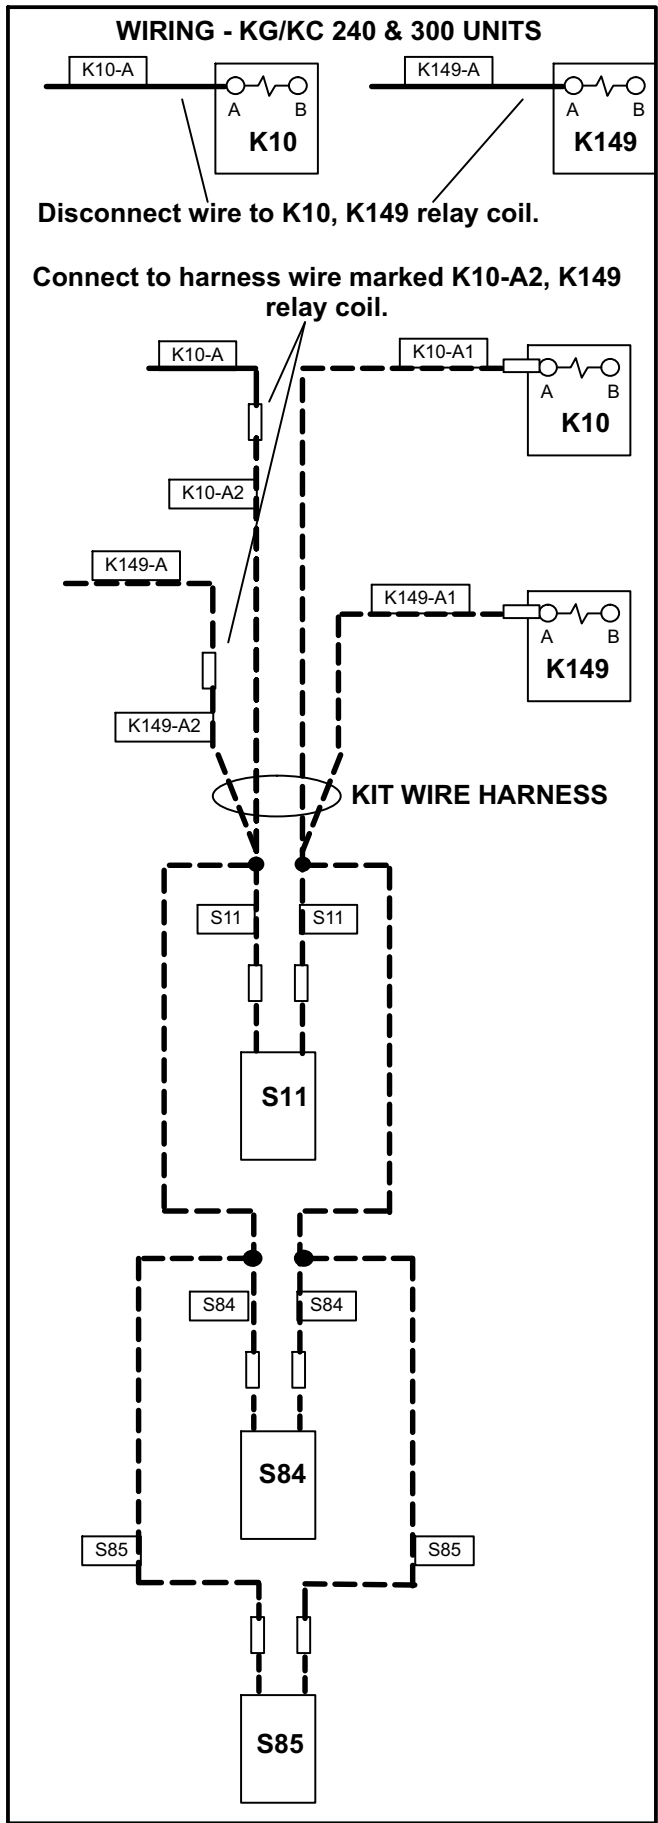 WIRING - KG/KC 240 & 300 UNITS
K10-A
K149-A
A B
K10
A B
K149
Disconnect wire to K10, K149 relay coil.
Connect to harness wire marked K10-A2, K149
relay coil.
K10-A
K10-A1
A B
K10
K10-A2
K149-A
K149-A1
A B
K149
K149-A2
KIT WIRE HARNESS
S11
S11
S11
S84
S84
S84
S85
S85
S85